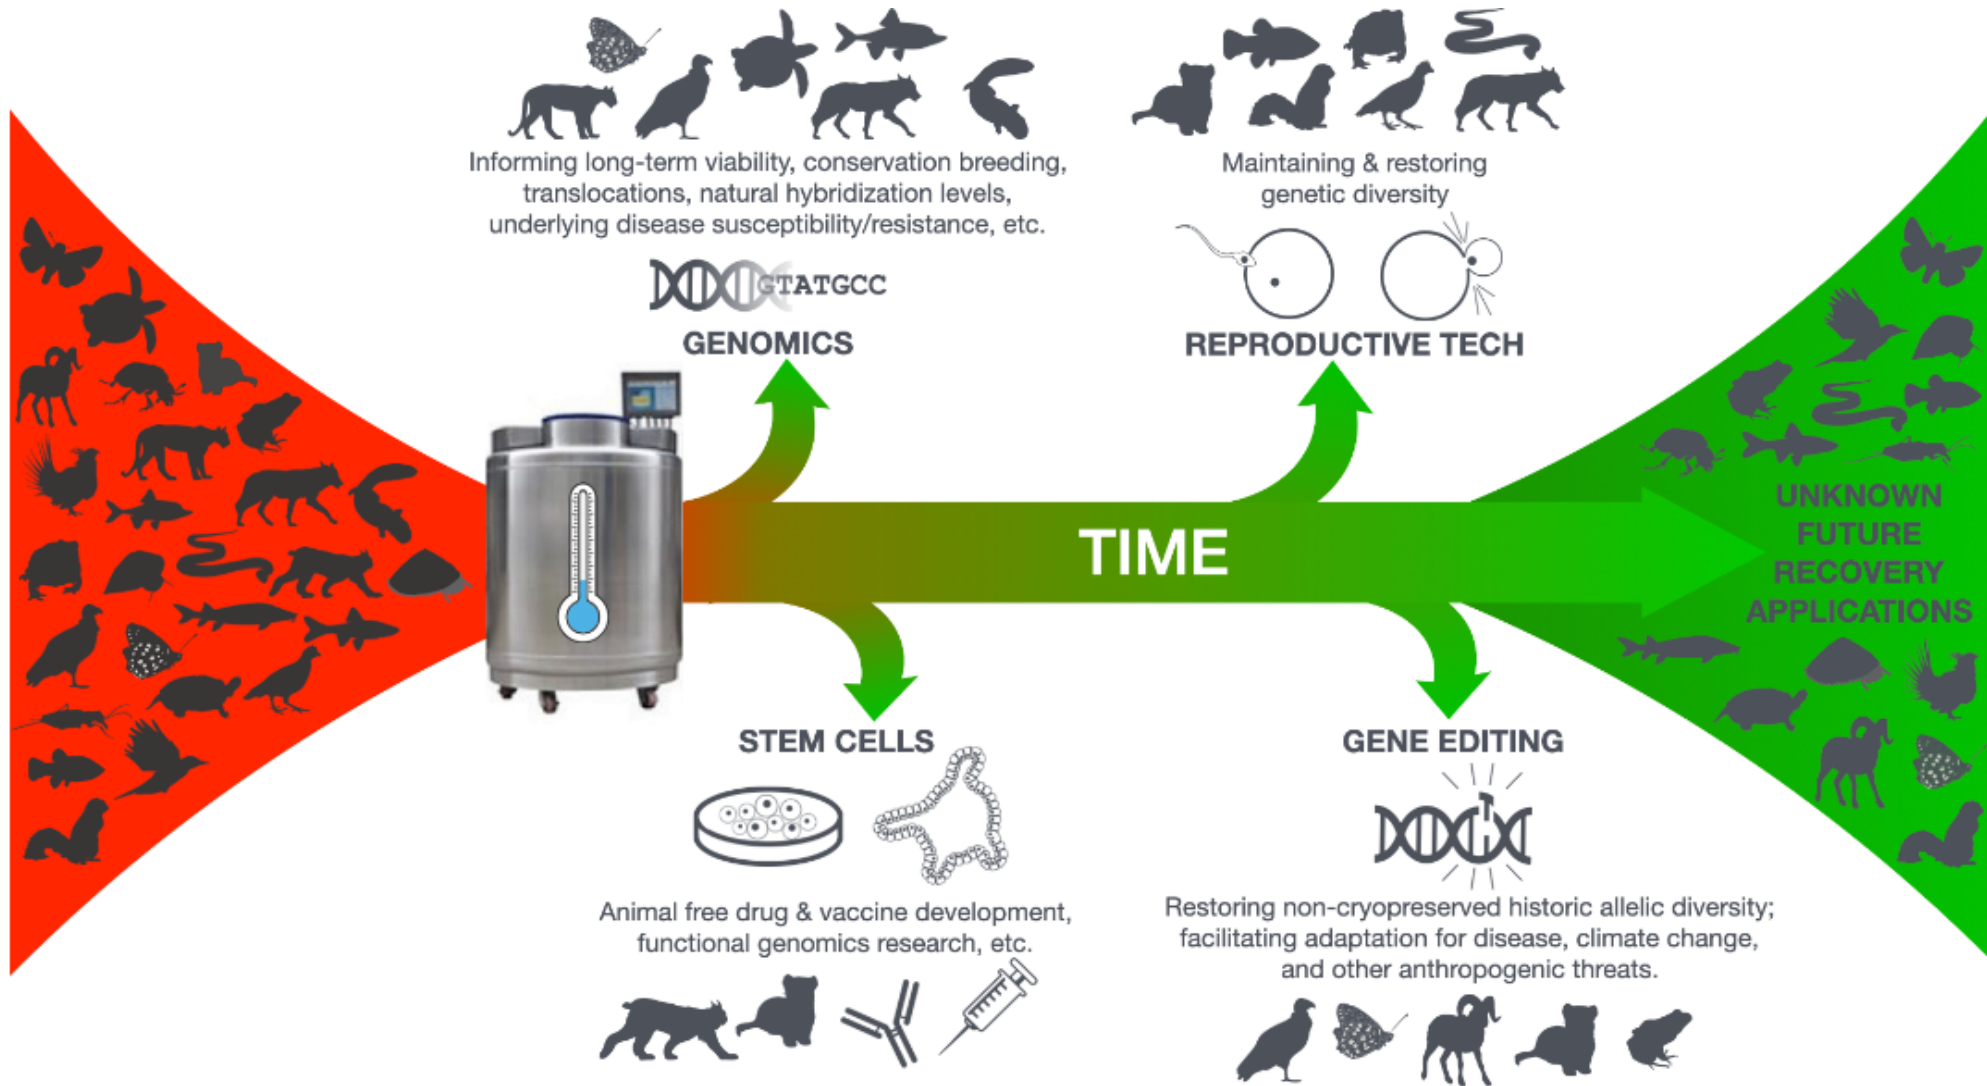 Informing long-term viability, conservation breeding,
translocations, natural hybridization levels,
underlying disease susceptibility/resistance, etc.
GTATGCC
GENOMICS
Maintaining & restoring
genetic diversity
REPRODUCTIVE TECH
TIME
UNKNOWN
FUTURE
RECOVERY
APPLICATIONS
STEM CELLS
Animal free drug & vaccine development,
functional genomics research, etc.
GENE EDITING
Restoring non-cryopreserved historic allelic diversity;
facilitating adaptation for disease, climate change,
and other anthropogenic threats.